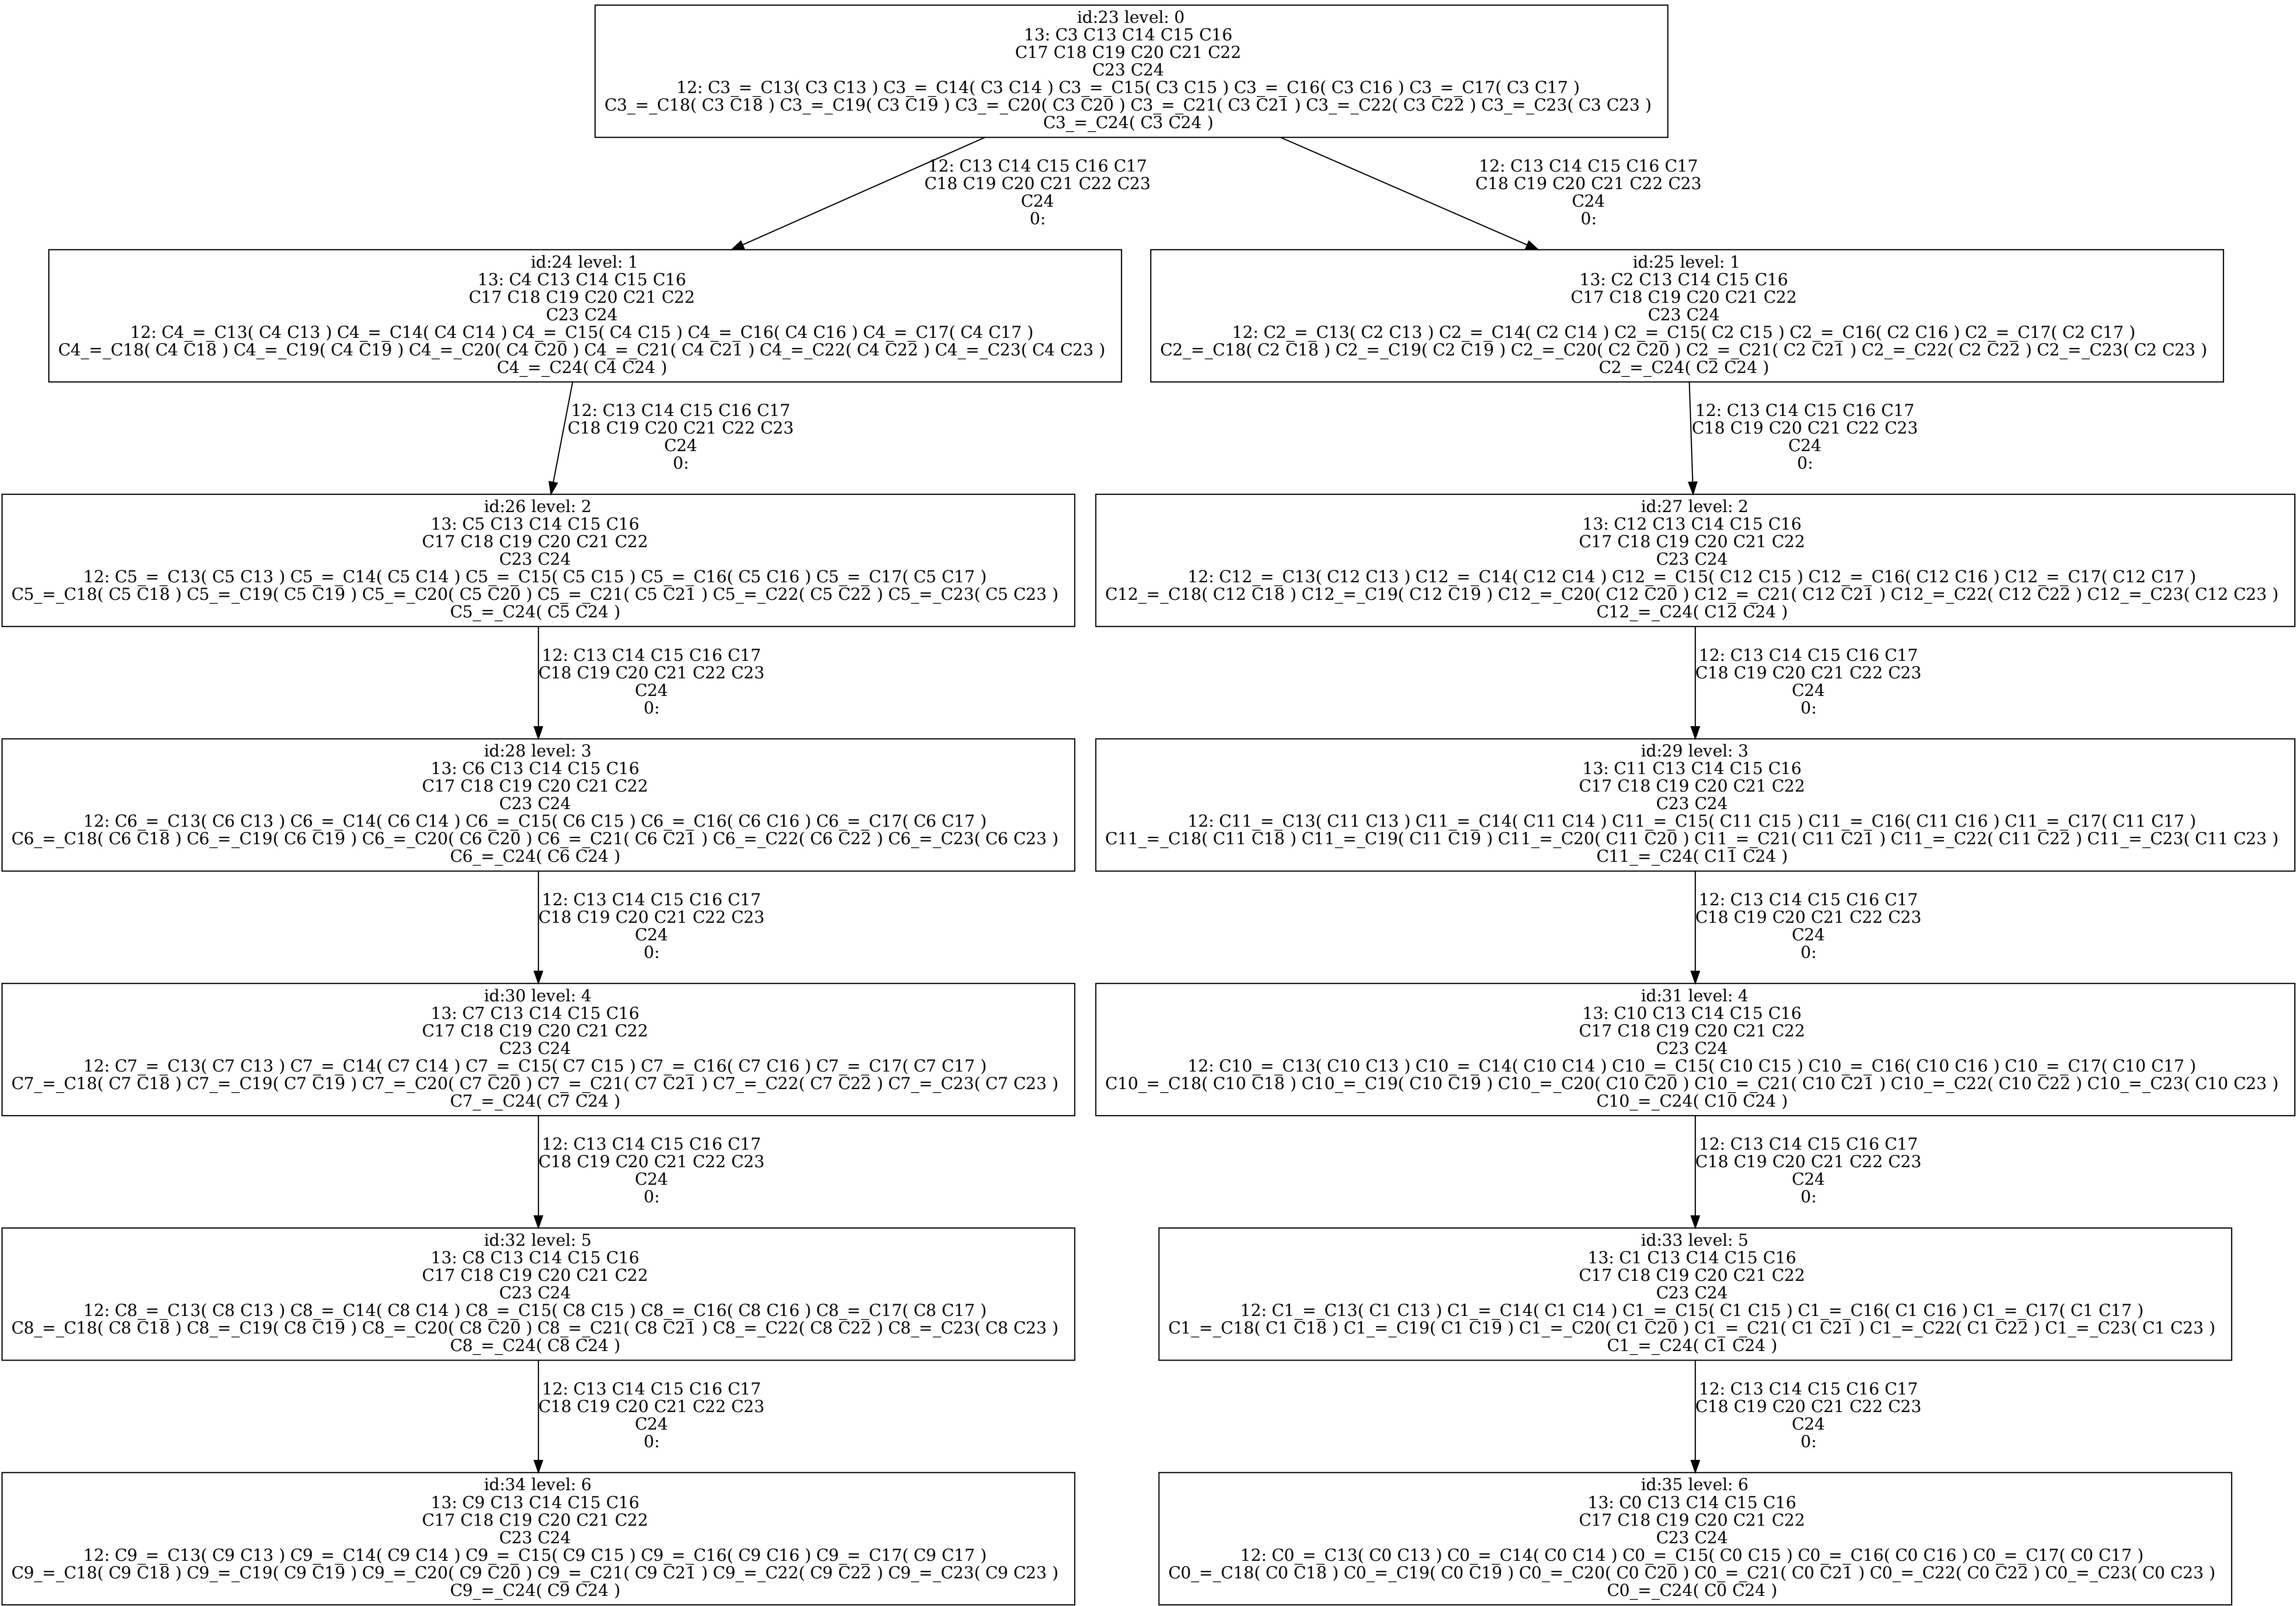 id:23 level: 0
13: C3 C13 C14 C15 C16
C17 C18 C19 C20 C21 C22
C23 C24
12: C3_=_C13( C3 C13 ) C3_=_C14( C3 C14 ) C3_=_C15( C3 C15 ) C3_=_C16( C3 C16 ) C3_=_C17( C3 C17 )
C3_=_C18( C3 C18 ) C3_=_C19( C3 C19 ) C3_=_C20( C3 C20 ) C3_=_C21( C3 C21 ) C3_=_C22( C3 C22 ) C3_=_C23( C3 C23 )
C3_=_C24( C3 C24 )
12: C13 C14 C15 C16 C17
C18 C19 C20 C21 C22 C23
C24
0:
12: C13 C14 C15 C16 C17
C18 C19 C20 C21 C22 C23
C24
0:
id:24 level: 1
13: C4 C13 C14 C15 C16
C17 C18 C19 C20 C21 C22
C23 C24
12: C4_=_C13( C4 C13 ) C4_=_C14( C4 C14 ) C4_=_C15( C4 C15 ) C4_=_C16( C4 C16 ) C4_=_C17( C4 C17 )
C4_=_C18( C4 C18 ) C4_=_C19( C4 C19 ) C4_=_C20( C4 C20 ) C4_=_C21( C4 C21 ) C4_=_C22( C4 C22 ) C4_=_C23( C4 C23 )
C4_=_C24( C4 C24 )
id:25 level: 1
13: C2 C13 C14 C15 C16
C17 C18 C19 C20 C21 C22
C23 C24
12: C2_=_C13( C2 C13 ) C2_=_C14( C2 C14 ) C2_=_C15( C2 C15 ) C2_=_C16( C2 C16 ) C2_=_C17( C2 C17 )
C2_=_C18( C2 C18 ) C2_=_C19( C2 C19 ) C2_=_C20( C2 C20 ) C2_=_C21( C2 C21 ) C2_=_C22( C2 C22 ) C2_=_C23( C2 C23 )
C2_=_C24( C2 C24 )
12: C13 C14 C15 C16 C17
C18 C19 C20 C21 C22 C23
C24
0:
12: C13 C14 C15 C16 C17
C18 C19 C20 C21 C22 C23
C24
0:
id:26 level: 2
13: C5 C13 C14 C15 C16
C17 C18 C19 C20 C21 C22
C23 C24
12: C5_=_C13( C5 C13 ) C5_=_C14( C5 C14 ) C5_=_C15( C5 C15 ) C5_=_C16( C5 C16 ) C5_=_C17( C5 C17 )
C5_=_C18( C5 C18 ) C5_=_C19( C5 C19 ) C5_=_C20( C5 C20 ) C5_=_C21( C5 C21 ) C5_=_C22( C5 C22 ) C5_=_C23( C5 C23 )
C5_=_C24( C5 C24 )
id:27 level: 2
13: C12 C13 C14 C15 C16
C17 C18 C19 C20 C21 C22
C23 C24
12: C12_=_C13( C12 C13 ) C12_=_C14( C12 C14 ) C12_=_C15( C12 C15 ) C12_=_C16( C12 C16 ) C12_=_C17( C12 C17 )
C12_=_C18( C12 C18 ) C12_=_C19( C12 C19 ) C12_=_C20( C12 C20 ) C12_=_C21( C12 C21 ) C12_=_C22( C12 C22 ) C12_=_C23( C12 C23 )
C12_=_C24( C12 C24 )
12: C13 C14 C15 C16 C17
C18 C19 C20 C21 C22 C23
C24
0:
12: C13 C14 C15 C16 C17
C18 C19 C20 C21 C22 C23
C24
0:
id:28 level: 3
13: C6 C13 C14 C15 C16
C17 C18 C19 C20 C21 C22
C23 C24
12: C6_=_C13( C6 C13 ) C6_=_C14( C6 C14 ) C6_=_C15( C6 C15 ) C6_=_C16( C6 C16 ) C6_=_C17( C6 C17 )
C6_=_C18( C6 C18 ) C6_=_C19( C6 C19 ) C6_=_C20( C6 C20 ) C6_=_C21( C6 C21 ) C6_=_C22( C6 C22 ) C6_=_C23( C6 C23 )
C6_=_C24( C6 C24 )
id:29 level: 3
13: C11 C13 C14 C15 C16
C17 C18 C19 C20 C21 C22
C23 C24
12: C11_=_C13( C11 C13 ) C11_=_C14( C11 C14 ) C11_=_C15( C11 C15 ) C11_=_C16( C11 C16 ) C11_=_C17( C11 C17 )
C11_=_C18( C11 C18 ) C11_=_C19( C11 C19 ) C11_=_C20( C11 C20 ) C11_=_C21( C11 C21 ) C11_=_C22( C11 C22 ) C11_=_C23( C11 C23 )
C11_=_C24( C11 C24 )
12: C13 C14 C15 C16 C17
C18 C19 C20 C21 C22 C23
C24
0:
12: C13 C14 C15 C16 C17
C18 C19 C20 C21 C22 C23
C24
0:
id:30 level: 4
13: C7 C13 C14 C15 C16
C17 C18 C19 C20 C21 C22
C23 C24
12: C7_=_C13( C7 C13 ) C7_=_C14( C7 C14 ) C7_=_C15( C7 C15 ) C7_=_C16( C7 C16 ) C7_=_C17( C7 C17 )
C7_=_C18( C7 C18 ) C7_=_C19( C7 C19 ) C7_=_C20( C7 C20 ) C7_=_C21( C7 C21 ) C7_=_C22( C7 C22 ) C7_=_C23( C7 C23 )
C7_=_C24( C7 C24 )
id:31 level: 4
13: C10 C13 C14 C15 C16
C17 C18 C19 C20 C21 C22
C23 C24
12: C10_=_C13( C10 C13 ) C10_=_C14( C10 C14 ) C10_=_C15( C10 C15 ) C10_=_C16( C10 C16 ) C10_=_C17( C10 C17 )
C10_=_C18( C10 C18 ) C10_=_C19( C10 C19 ) C10_=_C20( C10 C20 ) C10_=_C21( C10 C21 ) C10_=_C22( C10 C22 ) C10_=_C23( C10 C23 )
C10_=_C24( C10 C24 )
12: C13 C14 C15 C16 C17
C18 C19 C20 C21 C22 C23
C24
0:
12: C13 C14 C15 C16 C17
C18 C19 C20 C21 C22 C23
C24
0:
id:32 level: 5
13: C8 C13 C14 C15 C16
C17 C18 C19 C20 C21 C22
C23 C24
12: C8_=_C13( C8 C13 ) C8_=_C14( C8 C14 ) C8_=_C15( C8 C15 ) C8_=_C16( C8 C16 ) C8_=_C17( C8 C17 )
C8_=_C18( C8 C18 ) C8_=_C19( C8 C19 ) C8_=_C20( C8 C20 ) C8_=_C21( C8 C21 ) C8_=_C22( C8 C22 ) C8_=_C23( C8 C23 )
C8_=_C24( C8 C24 )
id:33 level: 5
13: C1 C13 C14 C15 C16
C17 C18 C19 C20 C21 C22
C23 C24
12: C1_=_C13( C1 C13 ) C1_=_C14( C1 C14 ) C1_=_C15( C1 C15 ) C1_=_C16( C1 C16 ) C1_=_C17( C1 C17 )
C1_=_C18( C1 C18 ) C1_=_C19( C1 C19 ) C1_=_C20( C1 C20 ) C1_=_C21( C1 C21 ) C1_=_C22( C1 C22 ) C1_=_C23( C1 C23 )
C1_=_C24( C1 C24 )
12: C13 C14 C15 C16 C17
C18 C19 C20 C21 C22 C23
C24
0:
12: C13 C14 C15 C16 C17
C18 C19 C20 C21 C22 C23
C24
0:
id:34 level: 6
13: C9 C13 C14 C15 C16
C17 C18 C19 C20 C21 C22
C23 C24
12: C9_=_C13( C9 C13 ) C9_=_C14( C9 C14 ) C9_=_C15( C9 C15 ) C9_=_C16( C9 C16 ) C9_=_C17( C9 C17 )
C9_=_C18( C9 C18 ) C9_=_C19( C9 C19 ) C9_=_C20( C9 C20 ) C9_=_C21( C9 C21 ) C9_=_C22( C9 C22 ) C9_=_C23( C9 C23 )
C9_=_C24( C9 C24 )
id:35 level: 6
13: C0 C13 C14 C15 C16
C17 C18 C19 C20 C21 C22
C23 C24
12: C0_=_C13( C0 C13 ) C0_=_C14( C0 C14 ) C0_=_C15( C0 C15 ) C0_=_C16( C0 C16 ) C0_=_C17( C0 C17 )
C0_=_C18( C0 C18 ) C0_=_C19( C0 C19 ) C0_=_C20( C0 C20 ) C0_=_C21( C0 C21 ) C0_=_C22( C0 C22 ) C0_=_C23( C0 C23 )
C0_=_C24( C0 C24 )